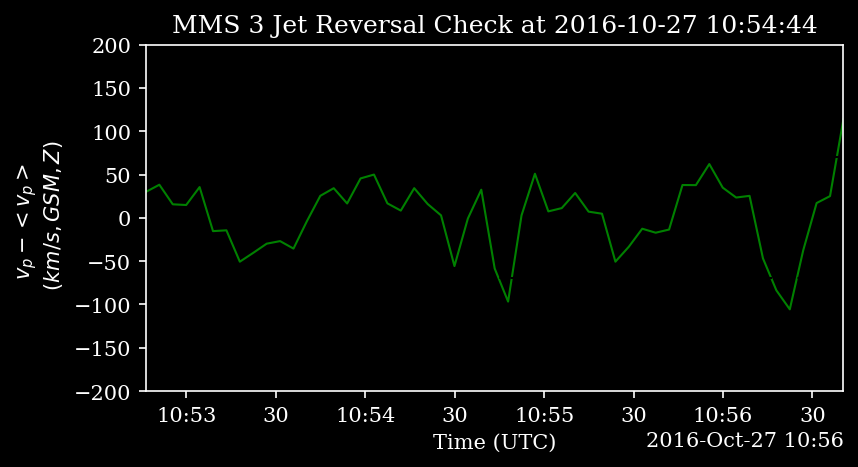 MMS 3 Jet Reversal Check at 2016-10-27 10:54:44
200
150
100
50
0
−50
−100
−150
−200
v_p − < v_p >
(km/s, GSM, Z)
10:53 30 10:54 30 10:55 30 10:56 30
Time (UTC)
2016-Oct-27 10:56